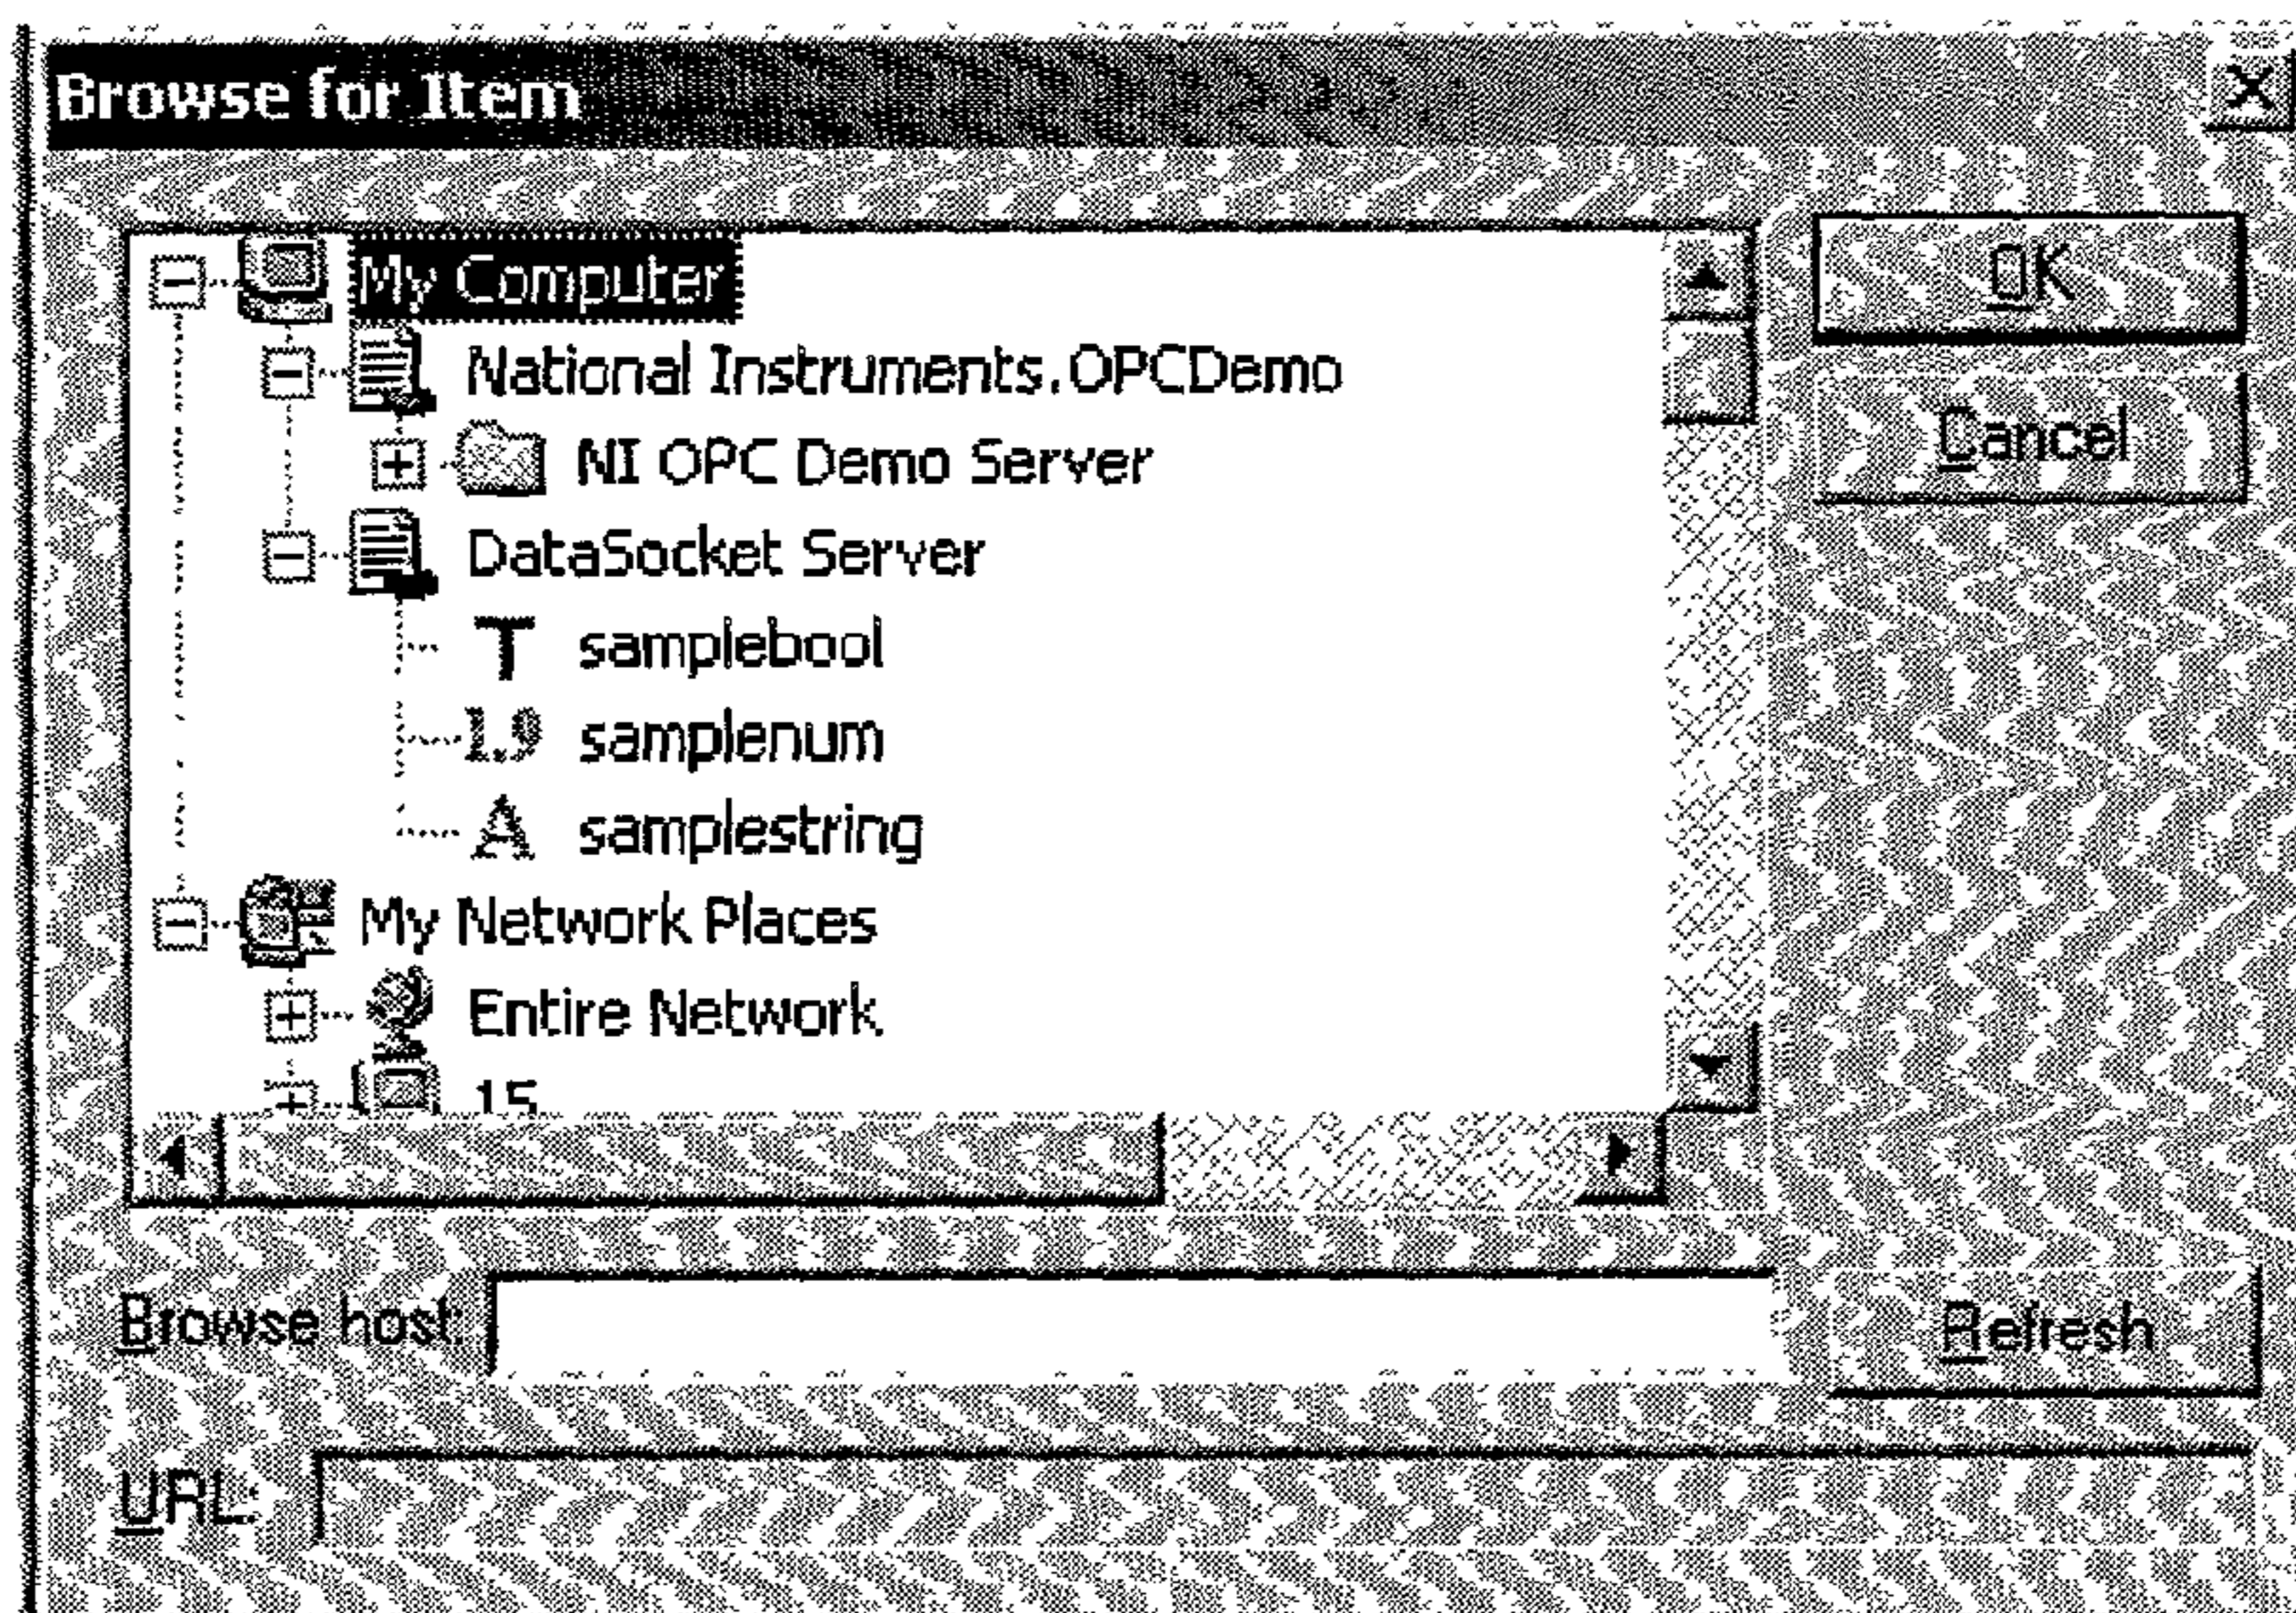 Browse for Item
My Computer
OK
National Instruments.OPCDemo
Cancel
NI OPC Demo Server
DataSocket Server
T samplebool
1.9 samplenum
A samplestring
My Network Places
Entire Network
15
Browse host:
Refresh
URL: